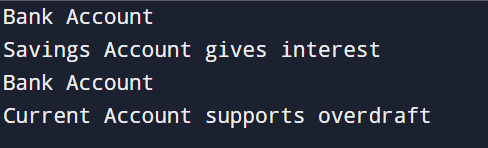 Bank Account
Savings Account gives interest
Bank Account
Current Account supports overdraft